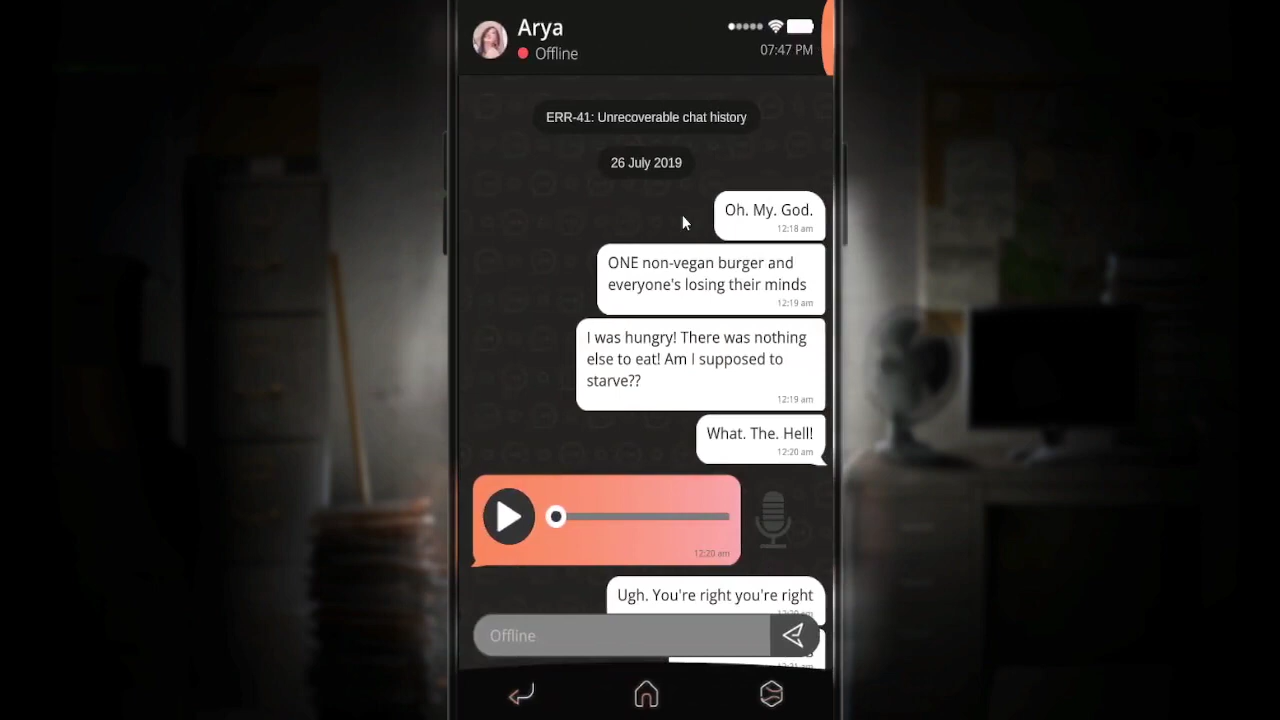 Arya
Offline
07:47 PM
ERR-41: Unrecoverable chat history
26 July 2019
Oh. My. God.
12:18 am
ONE non-vegan burger and
everyone's losing their minds
12:19 am
I was hungry! There was nothing
else to eat! Am I supposed to
starve??
12:19 am
What. The. Hell!
12:20 am
12:20 am
Ugh. You're right you're right
Offline